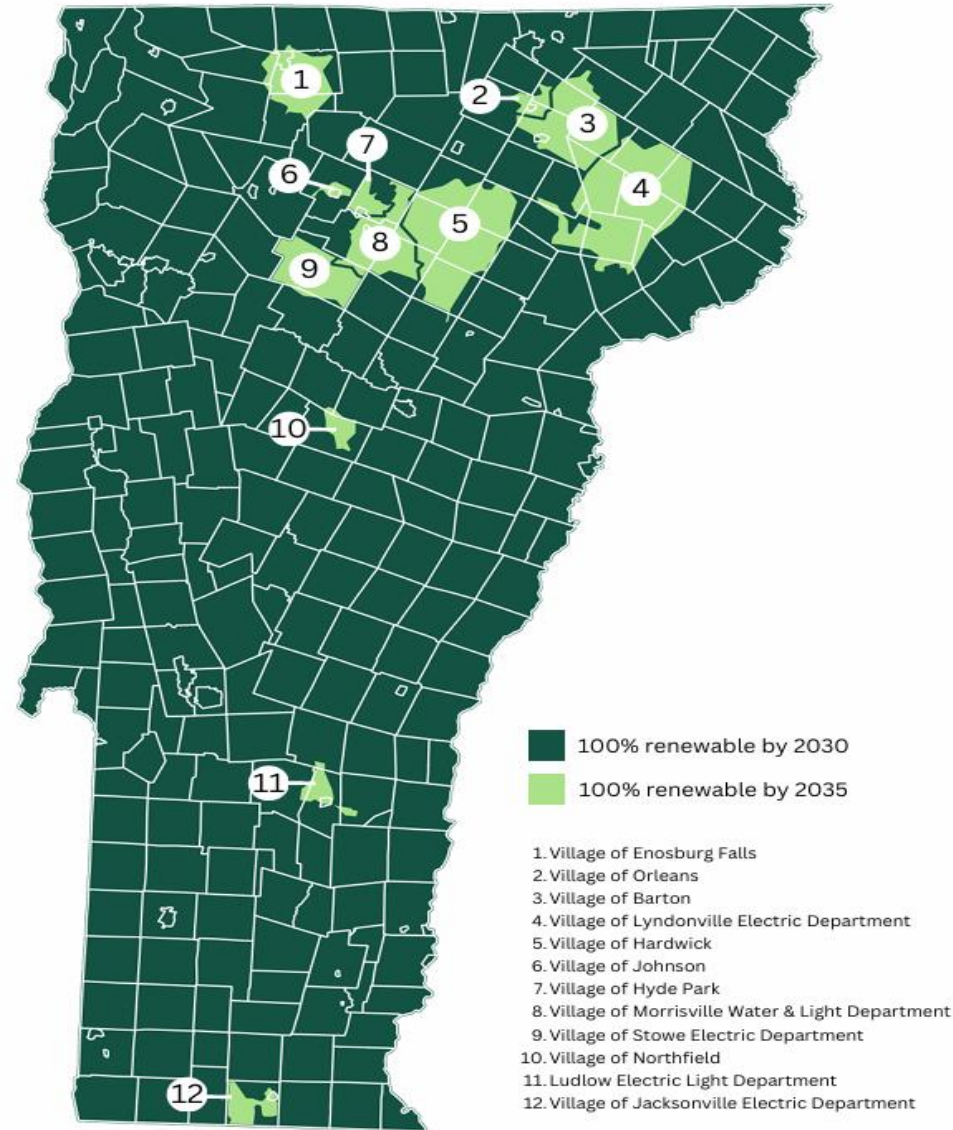 1
2
3
7
6
4
5
8
9
10
11
100% renewable by 2030
100% renewable by 2035
1. Village of Enosburg Falls
2. Village of Orleans
3. Village of Barton
4. Village of Lyndonville Electric Department
5. Village of Hardwick
6. Village of Johnson
7. Village of Hyde Park
8. Village of Morrisville Water & Light Department
9. Village of Stowe Electric Department
10. Village of Northfield
11. Ludlow Electric Light Department
12. Village of Jacksonville Electric Department
12